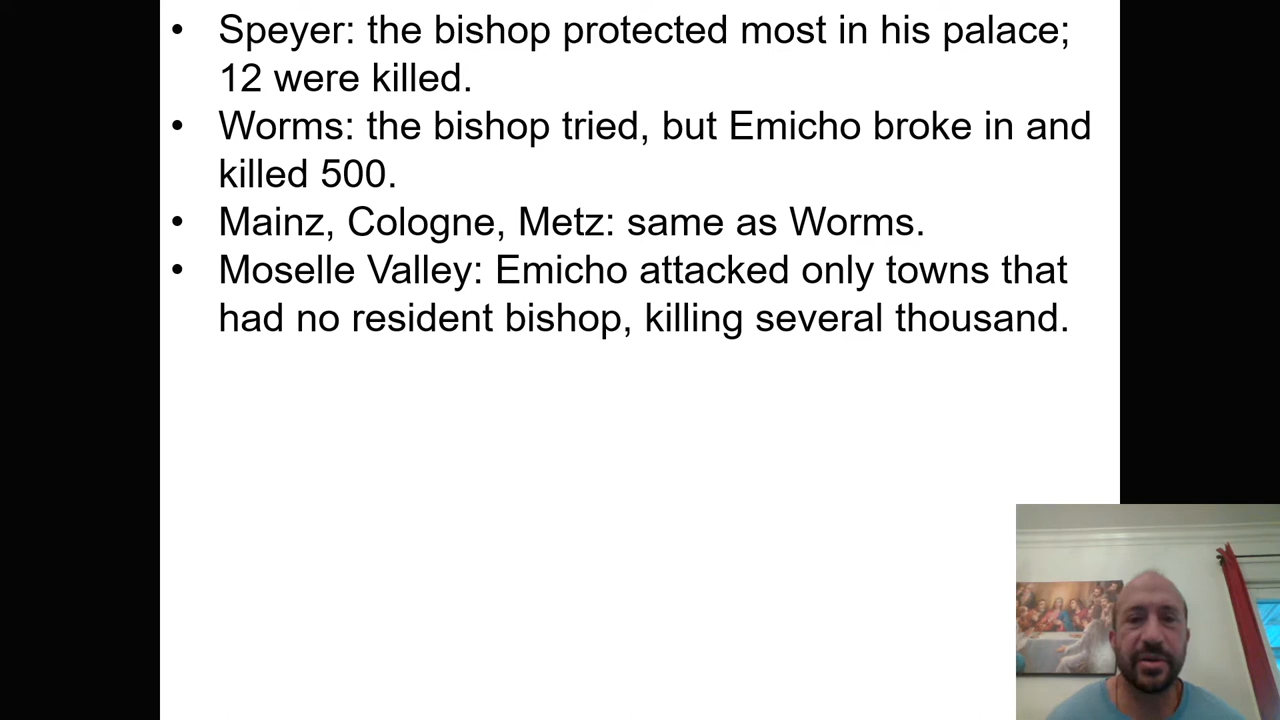 • Speyer: the bishop protected most in his palace;
12 were killed.
• Worms: the bishop tried, but Emicho broke in and
killed 500.
• Mainz, Cologne, Metz: same as Worms.
• Moselle Valley: Emicho attacked only towns that
had no resident bishop, killing several thousand.